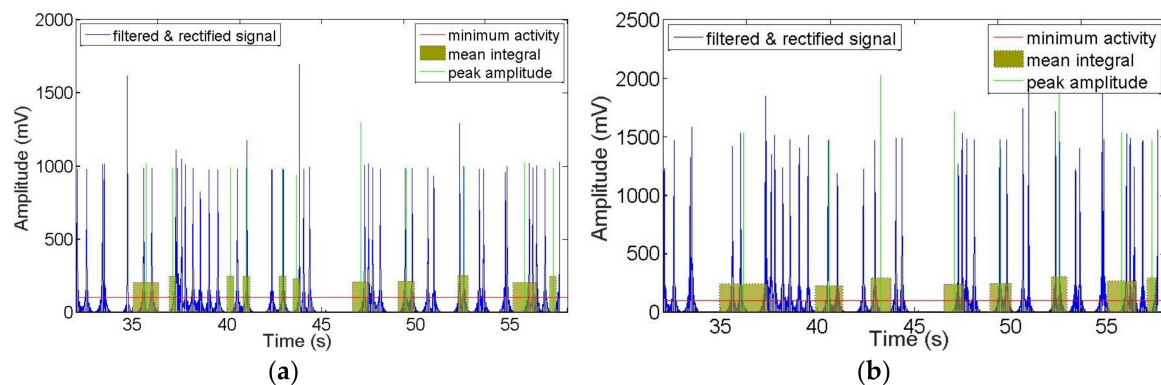 2000
1500
1000
500
0
Amplitude (mV)
filtered & rectified signal
minimum activity
mean integral
peak amplitude
35 40 45 50 55
Time (s)
(a)
2500
2000
1500
1000
500
0
Amplitude (mV)
filtered & rectified signal
minimum activity
mean integral
peak amplitude
35 40 45 50 55
Time (s)
(b)